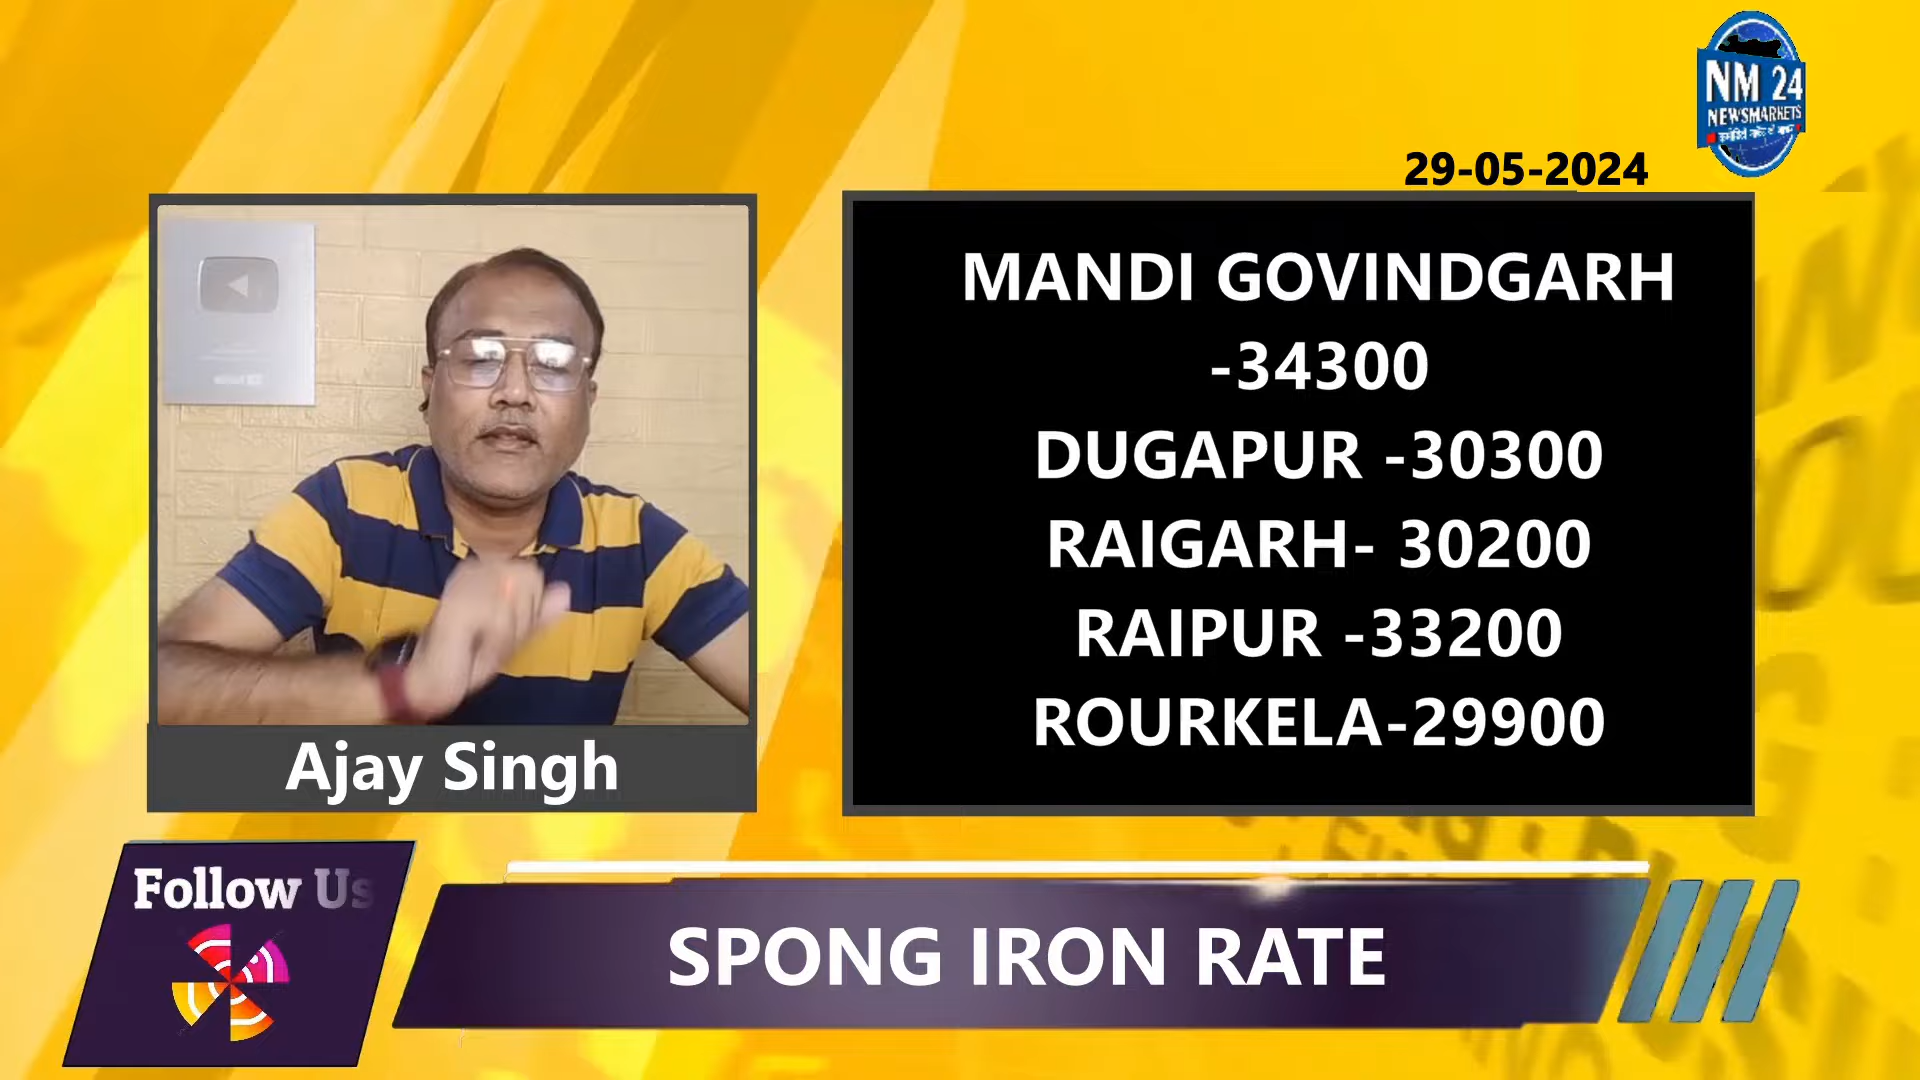 NM 24
NEWSMARKETS
29-05-2024
MANDI GOVINDGARH
-34300
DUGAPUR -30300
RAIGARH- 30200
RAIPUR -33200
ROURKELA-29900
Ajay Singh
Follow Us
SPONG IRON RATE